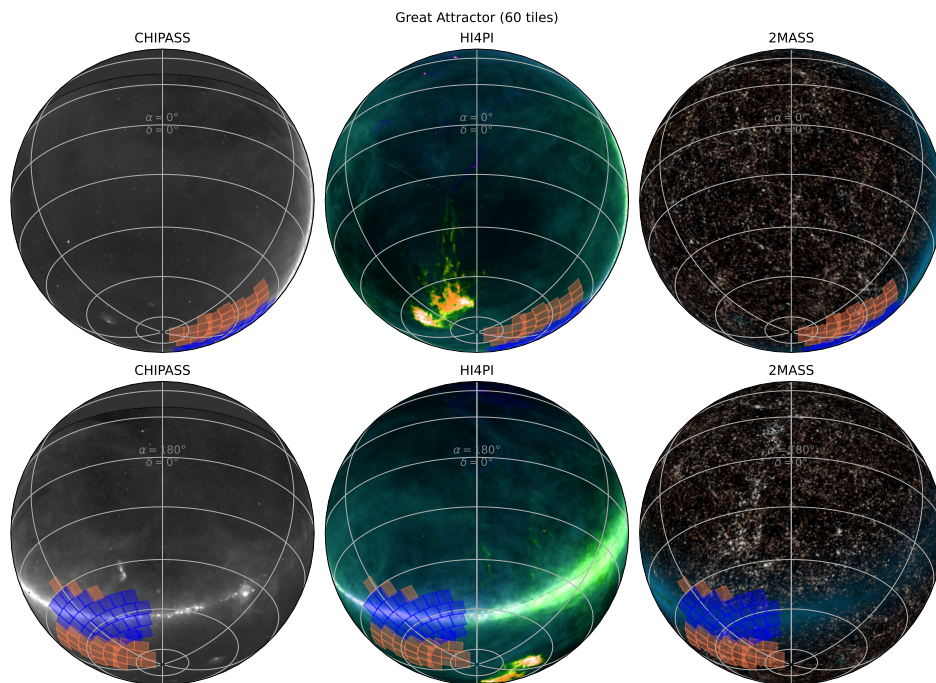 Great Attractor (60 tiles)
CHIPASS
HI4PI
2MASS
α = 0°
δ = 0°
α = 0°
δ = 0°
α = 0°
δ = 0°
CHIPASS
HI4PI
2MASS
α = 180°
δ = 0°
α = 180°
δ = 0°
α = 180°
δ = 0°